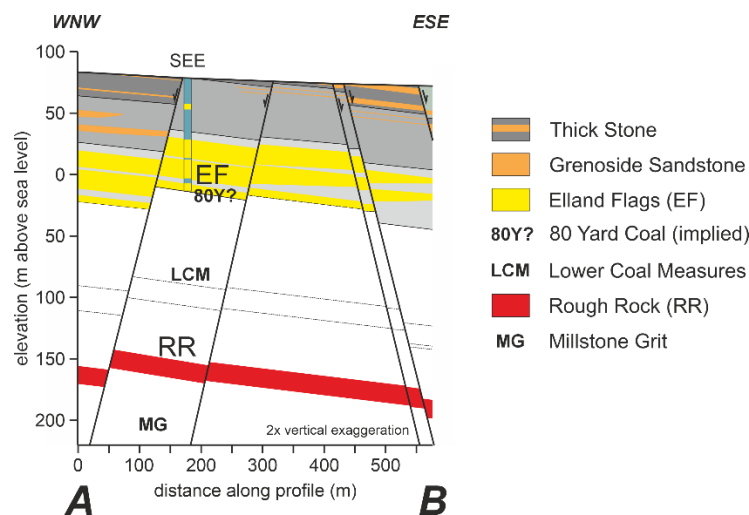 WNW
ESE
SEE
100
50
0
50
100
150
200
elevation (m above sea level)
EF
80Y?
LCM
RR
MG
2x vertical exaggeration
0
100
200
300
400
500
A
distance along profile (m)
B
Thick Stone
Grenoside Sandstone
Elland Flags (EF)
80Y? 80 Yard Coal (implied)
LCM Lower Coal Measures
Rough Rock (RR)
MG Millstone Grit